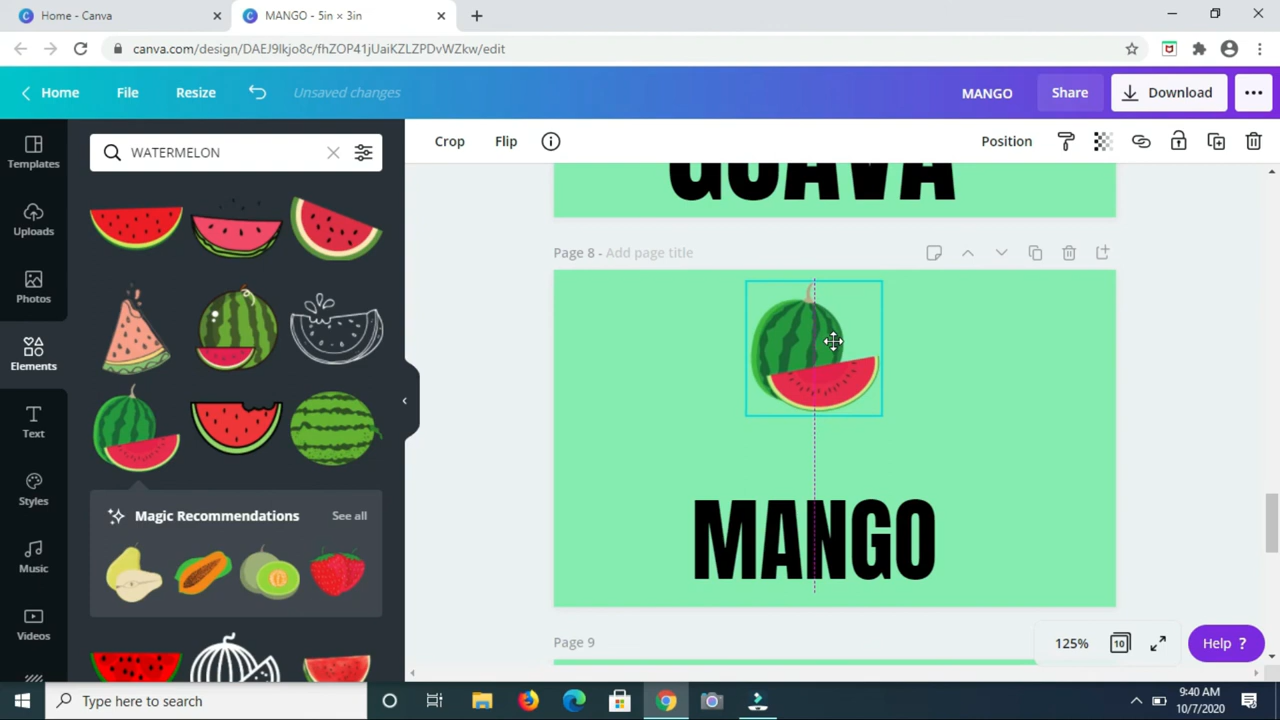 Home - Canva
MANGO - 5in × 3in
canva.com/design/DAEJ9lkjo8c/fhZOP41jUaiKZLZPDvWZkw/edit
Home
File
Resize
Unsaved changes
MANGO
Share
Download
Templates
WATERMELON
Crop
Flip
Position
Uploads
Photos
Elements
Text
Styles
Music
Videos
Magic Recommendations
See all
GUAVA
Page 8 - Add page title
MANGO
Page 9
125%
10
Help ?
Type here to search
9:40 AM
10/7/2020